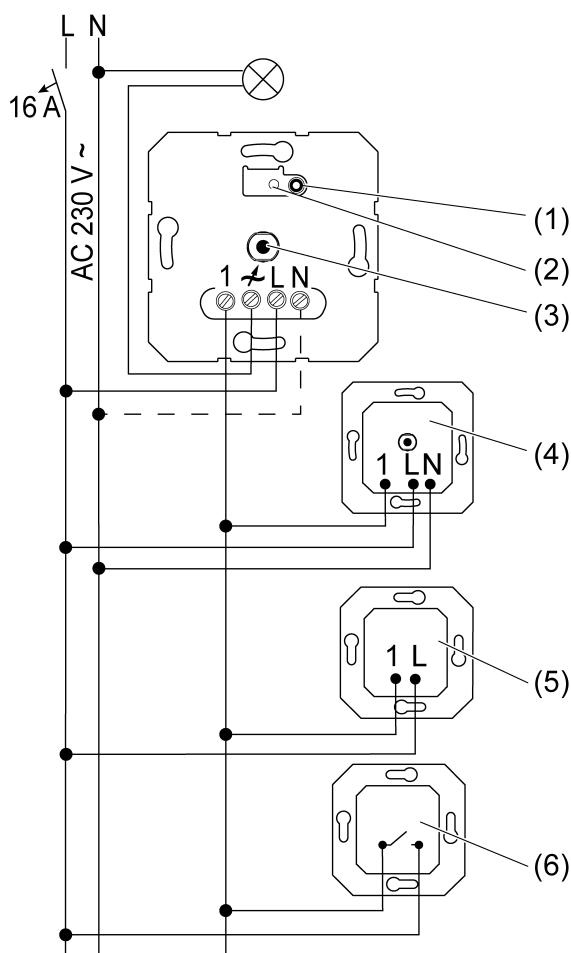 L N
16 A
AC 230 V ~
(1)
(2)
(3)
1 L N
(4)
1 L N
(5)
1 L
(6)